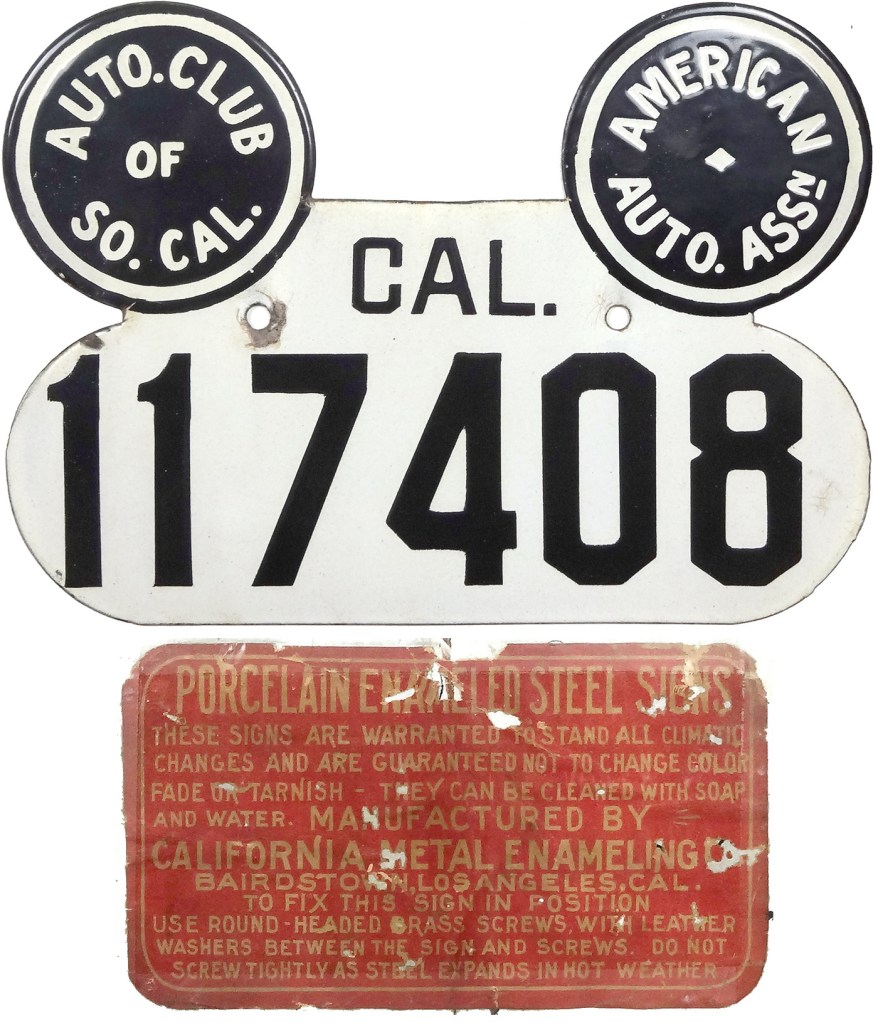 AUTO. CLUB
OF
SO. CAL.
AMERICAN
AUTO. ASSN
CAL.
117408
PORCELAIN ENAMELED STEEL SIGNS
THESE SIGNS ARE WARRANTED TO STAND ALL CLIMATIC
CHANGES AND ARE GUARANTEED NOT TO CHANGE COLOR
FADE OR TARNISH - THEY CAN BE CLEANED WITH SOAP
AND WATER. MANUFACTURED BY
CALIFORNIA METAL ENAMELING Co.
BAIRDSTOWN, LOS ANGELES, CAL.
TO FIX THIS SIGN IN POSITION
USE ROUND-HEADED BRASS SCREWS, WITH LEATHER
WASHERS BETWEEN THE SIGN AND SCREWS. DO NOT
SCREW TIGHTLY AS STEEL EXPANDS IN HOT WEATHER